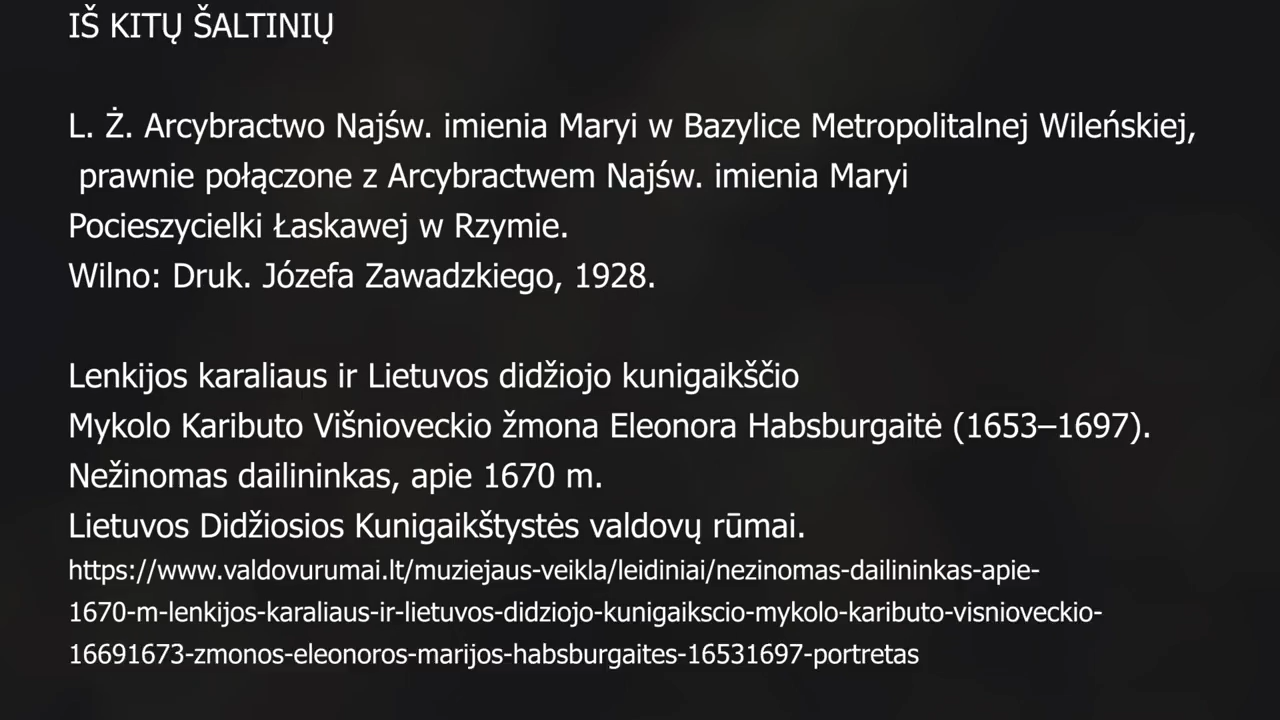 IŠ KITŲ ŠALTINIŲ
L. Ż. Arcybractwo Najśw. imienia Maryi w Bazylice Metropolitalnej Wileńskiej,
prawnie połączone z Arcybractwem Najśw. imienia Maryi
Pocieszycielki Łaskawej w Rzymie.
Wilno: Druk. Józefa Zawadzkiego, 1928.
Lenkijos karaliaus ir Lietuvos didžiojo kunigaikščio
Mykolo Kaributo Višnioveckio žmona Eleonora Habsburgaitė (1653–1697).
Nežinomas dailininkas, apie 1670 m.
Lietuvos Didžiosios Kunigaikštystės valdovų rūmai.
https://www.valdovurumai.lt/muziejaus-veikla/leidiniai/nezinomas-dailininkas-apie-
1670-m-lenkijos-karaliaus-ir-lietuvos-didziojo-kunigaikscio-mykolo-kaributo-visnioveckio-
16691673-zmonos-eleonoros-marijos-habsburgaites-16531697-portretas